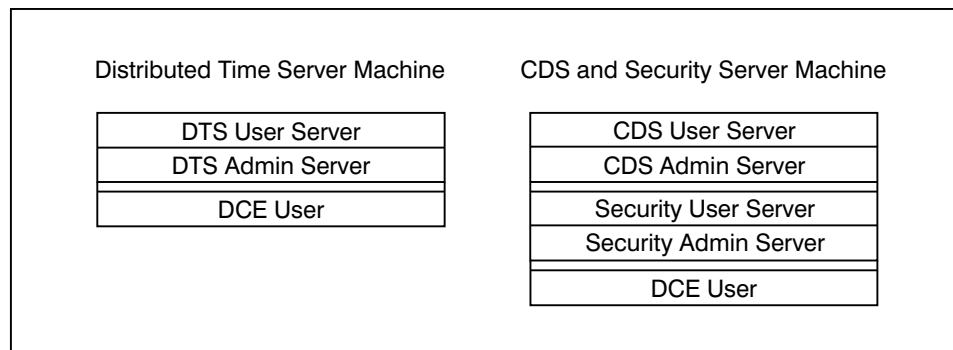 Distributed Time Server Machine
DTS User Server
DTS Admin Server
DCE User
CDS and Security Server Machine
CDS User Server
CDS Admin Server
Security User Server
Security Admin Server
DCE User